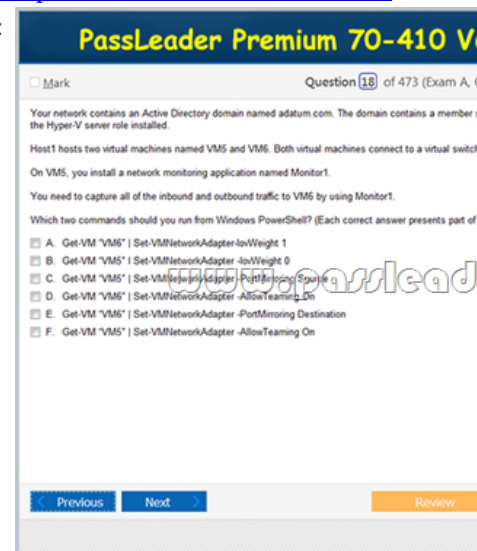 :
PassLeader Premium 70-410 V
Mark
Question 18 of 473 (Exam A,
Your network contains an Active Directory domain named adatum.com. The domain contains a member
the Hyper-V server role installed.
Host1 hosts two virtual machines named VM5 and VM6. Both virtual machines connect to a virtual switch
On VM5, you install a network monitoring application named Monitor1.
You need to capture all of the inbound and outbound traffic to VM6 by using Monitor1.
Which two commands should you run from Windows PowerShell? (Each correct answer presents part of
A. Get-VM "VM6" | Set-VMNetworkAdapter-IovWeight 1
B. Get-VM "VM5" | Set-VMNetworkAdapter -IovWeight 0
C. Get-VM "VM5" | Set-VMNetworkAdapter -PortMirroring Source
D. Get-VM "VM6" | Set-VMNetworkAdapter -AllowTeaming On
E. Get-VM "VM6" | Set-VMNetworkAdapter -PortMirroring Destination
F. Get-VM "VM5" | Set-VMNetworkAdapter -AllowTeaming On
www.passlead
Previous Next Review